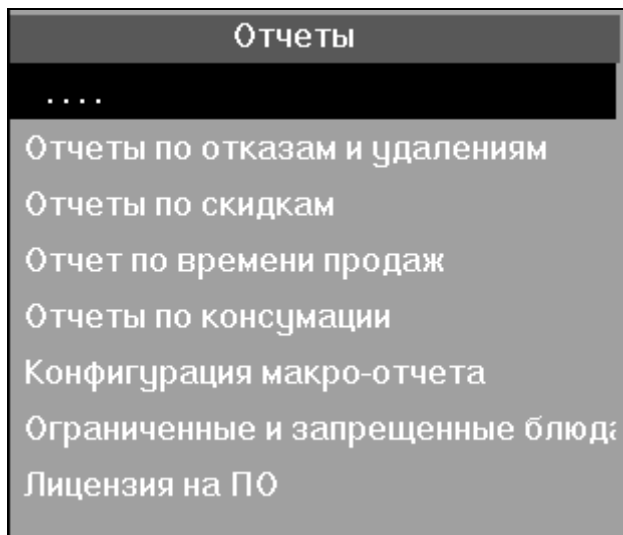 Отчеты
....
Отчеты по отказам и удалениям
Отчеты по скидкам
Отчет по времени продаж
Отчеты по консумации
Конфигурация макро-отчета
Ограниченные и запрещенные блюда
Лицензия на ПО